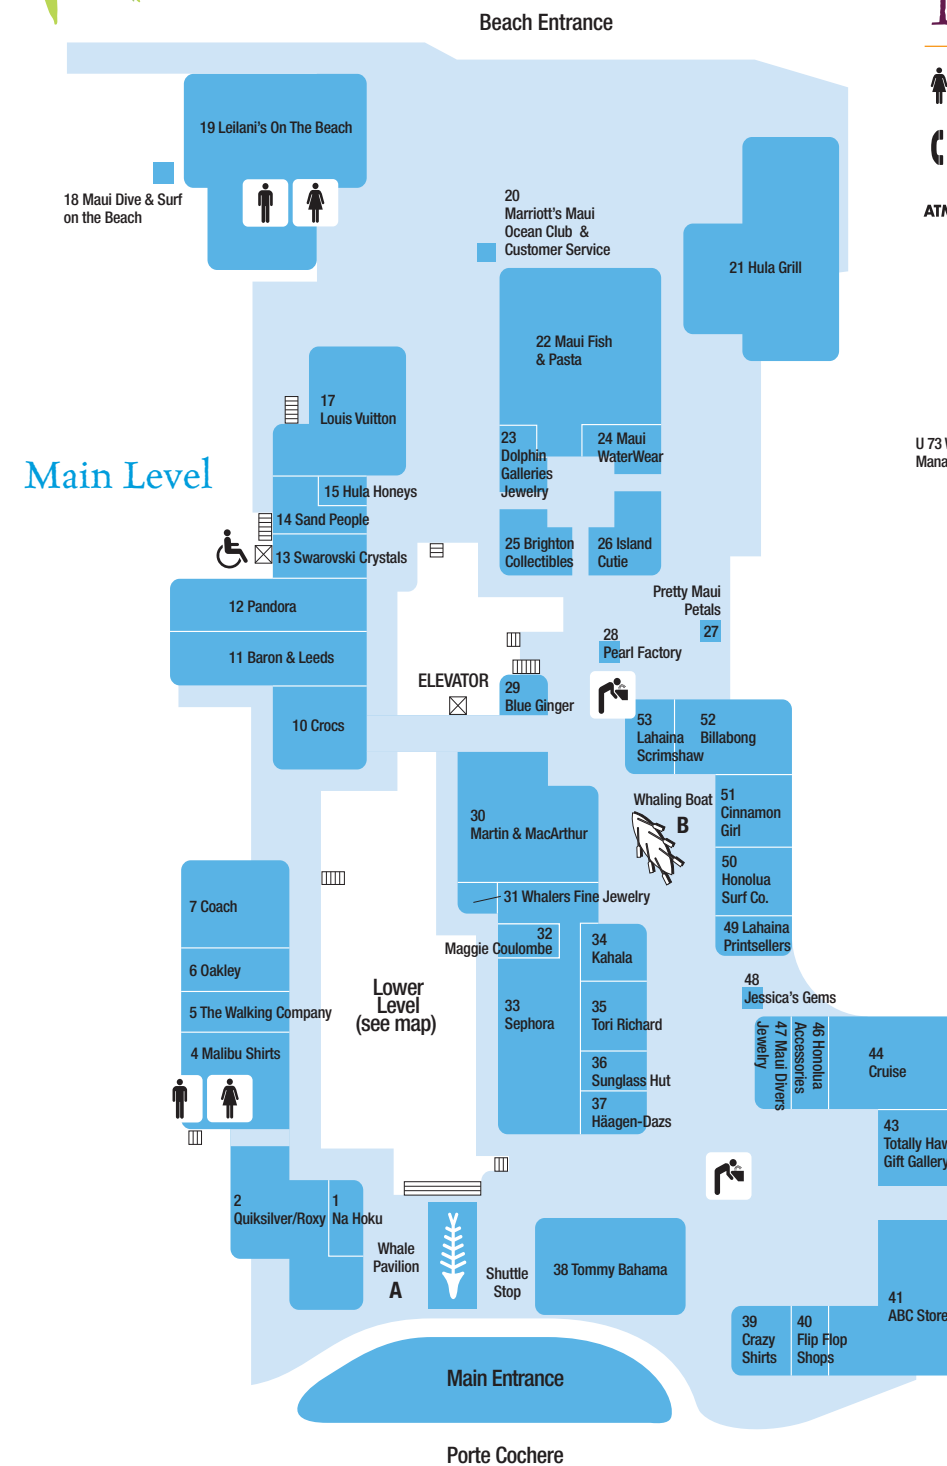 Beach Entrance
19 Leilani's On The Beach
18 Maui Dive & Surf
on the Beach
20
Marriott's Maui
Ocean Club &
Customer Service
ATM
21 Hula Grill
22 Maui Fish
& Pasta
17
Louis Vuitton
23
Dolphin
Galleries
Jewelry
24 Maui
WaterWear
U 73
Mana
Main Level
15 Hula Honeys
14 Sand People
13 Swarovski Crystals
25 Brighton
Collectibles
26 Island
Cutie
12 Pandora
11 Baron & Leeds
Pretty Maui
Petals
27
28
Pearl Factory
ELEVATOR
29
Blue Ginger
10 Crocs
53
Lahaina
Scrimshaw
52
Billabong
30
Martin & MacArthur
Whaling Boat
B
51
Cinnamon
Girl
50
Honolua
Surf Co.
7 Coach
31 Whalers Fine Jewelry
32
Maggie Coulombe
34
Kahala
49 Lahaina
Printsellers
6 Oakley
5 The Walking Company
4 Malibu Shirts
Lower
Level
(see map)
33
Sephora
35
Tori Richard
36
Sunglass Hut
37
Häagen-Dazs
48
Jessica's Gems
47 Maui Divers
Jewelry
46 Honolua
Accessories
44
Cruise
43
Totally Haw
Gift Gallery
2
Quiksilver/Roxy
1
Na Hoku
Whale
Pavilion
A
Shuttle
Stop
38 Tommy Bahama
39
Crazy
Shirts
40
Flip Flop
Shops
41
ABC Store
Main Entrance
Porte Cochere